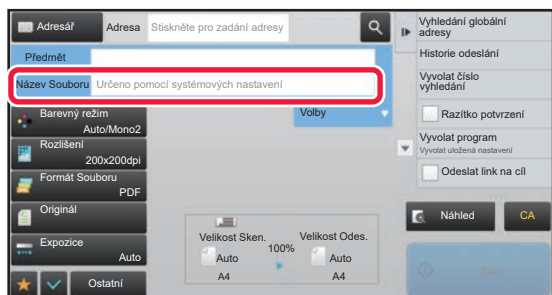 Adresář
Adresa
Stiskněte pro zadání adresy
Předmět
Název Souboru
Určeno pomocí systémových nastavení
Barevný režim
Auto/Mono2
Rozlišení
200x200dpi
Formát Souboru
PDF
Originál
Expozice
Auto
Ostatní
Volby
Velikost Sken.
100%
Velikost Odes.
Auto
A4
Auto
A4
Vyhledání globální
adresy
Historie odeslání
Vyvolat číslo
vyhledání
Razítko potvrzení
Vyvolat program
Vyvolat uložená nastavení
Odeslat link na cíl
Náhled
CA
Start